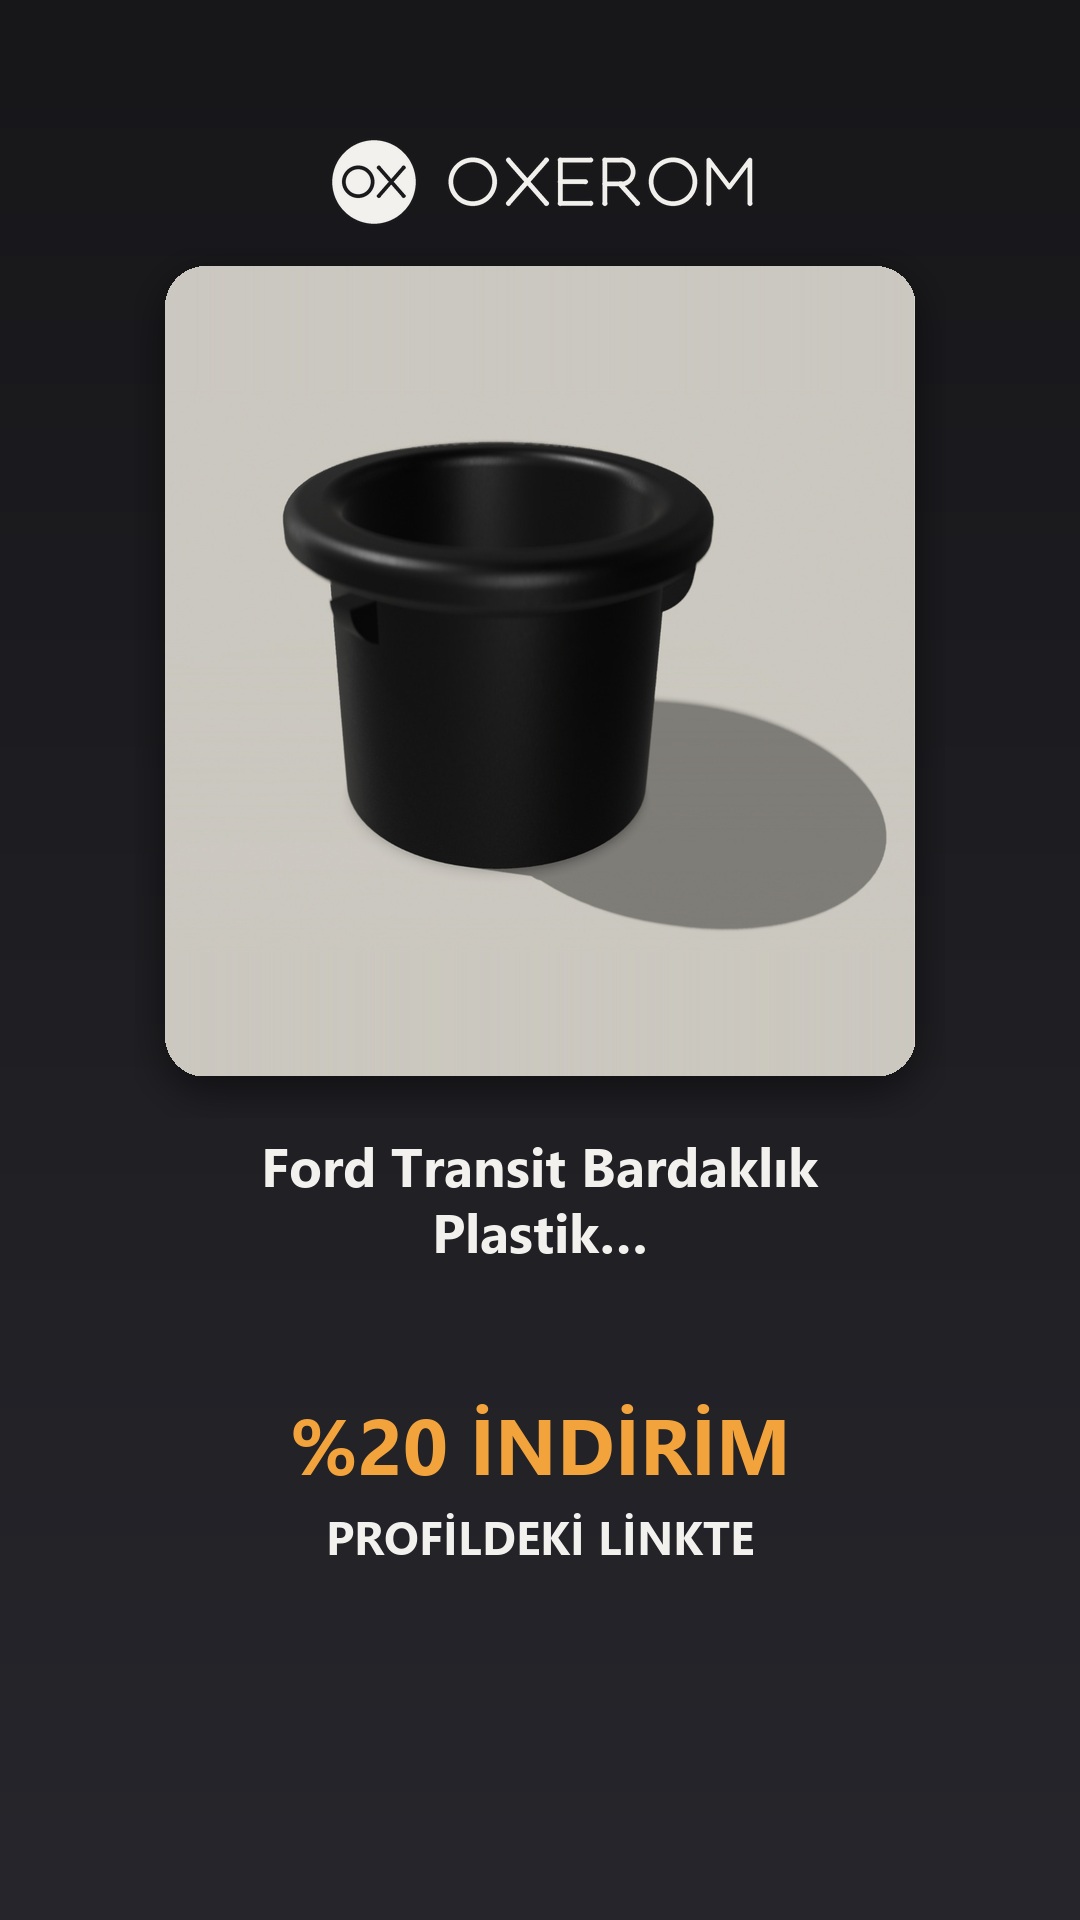 OX OXEROM
Ford Transit Bardaklık
Plastik...
%20 İNDİRİM
PROFİLDEKİ LİNKTE